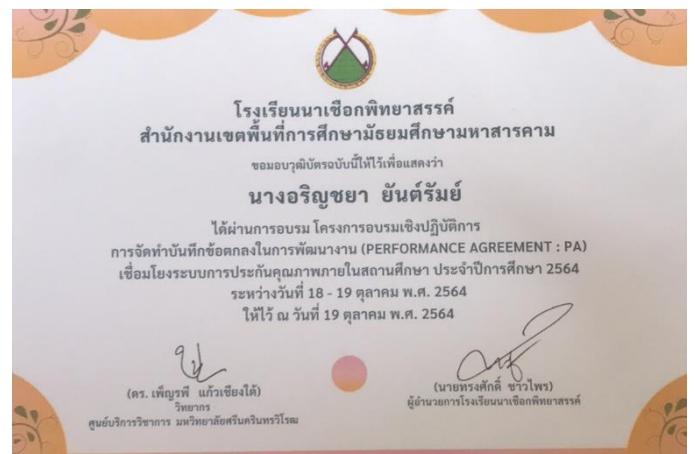 โรงเรียนนาเชือกพิทยาสรรค์
สำนักงานเขตพื้นที่การศึกษามัธยมศึกษามหาสารคาม
ขอมอบวุฒิบัตรฉบับนี้ให้ไว้เพื่อแสดงว่า
นางอริญชยา ยันต์รัมย์
ได้ผ่านการอบรม โครงการอบรมเชิงปฏิบัติการ
การจัดทำบันทึกข้อตกลงในการพัฒนางาน (PERFORMANCE AGREEMENT : PA)
เชื่อมโยงระบบการประกันคุณภาพภายในสถานศึกษา ประจำปีการศึกษา 2564
ระหว่างวันที่ 18 - 19 ตุลาคม พ.ศ. 2564
ให้ไว้ ณ วันที่ 19 ตุลาคม พ.ศ. 2564
(ดร. เพ็ญรพี แก้วเชียงใต้)
วิทยากร
ศูนย์บริการวิชาการ มหวิทยาลัยศรีนครินทรวิโรฒ
(นายทรงศักดิ์ ชาวไพร)
ผู้อำนวยการโรงเรียนนาเชือกพิทยาสรรค์